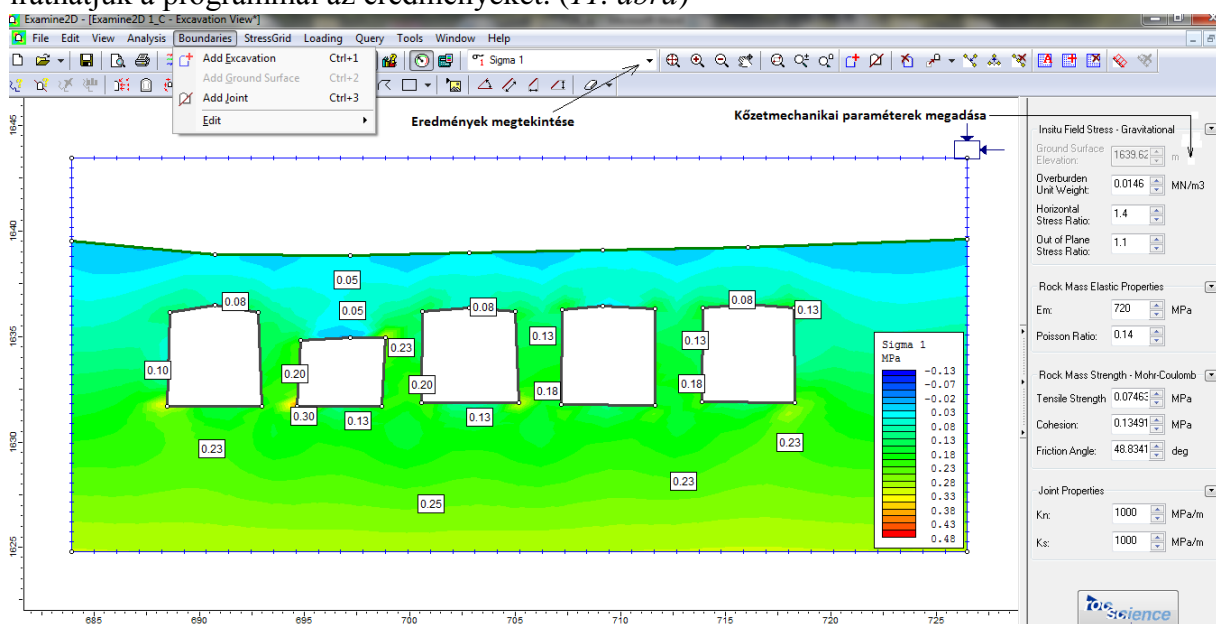 írathatjuk a programmal az eredményeket. (11. ábra)
Examine2D - [Examine2D 1_C - Excavation View*]
File Edit View Analysis Boundaries StressGrid Loading Query Tools Window Help
Add Excavation Ctrl+1
Add Ground Surface Ctrl+2
Add Joint Ctrl+3
Edit
σ1 Sigma 1
Eredmények megtekintése
Kőzetmechanikai paraméterek megadása
1645
1640
1635
1630
1625
0.05
0.08
0.05
0.08
0.08
0.13
0.13
0.13
0.23
0.10
0.20
0.20
0.18
0.18
0.30
0.13
0.13
0.23
0.23
0.23
0.25
Sigma 1
MPa
-0.13
-0.07
-0.02
0.03
0.08
0.13
0.18
0.23
0.28
0.33
0.38
0.43
0.48
685 690 695 700 705 710 715 720 725
Insitu Field Stress - Gravitational
Ground Surface
Elevation: 1639.62 m
Overburden
Unit Weight: 0.0146 MN/m3
Horizontal
Stress Ratio: 1.4
Out of Plane
Stress Ratio: 1.1
Rock Mass Elastic Properties
Em: 720 MPa
Poisson Ratio: 0.14
Rock Mass Strength - Mohr-Coulomb
Tensile Strength 0.0746 MPa
Cohesion: 0.13491 MPa
Friction Angle: 48.8341 deg
Joint Properties
Kn: 1000 MPa/m
Ks: 1000 MPa/m
rocscience